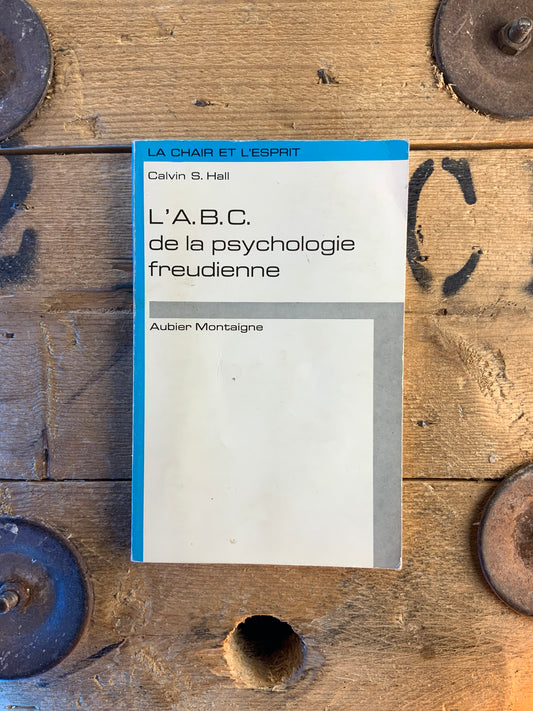 LA CHAIR ET L'ESPRIT
Calvin S. Hall
L'A.B.C.
de la psychologie
freudienne
Aubier Montaigne